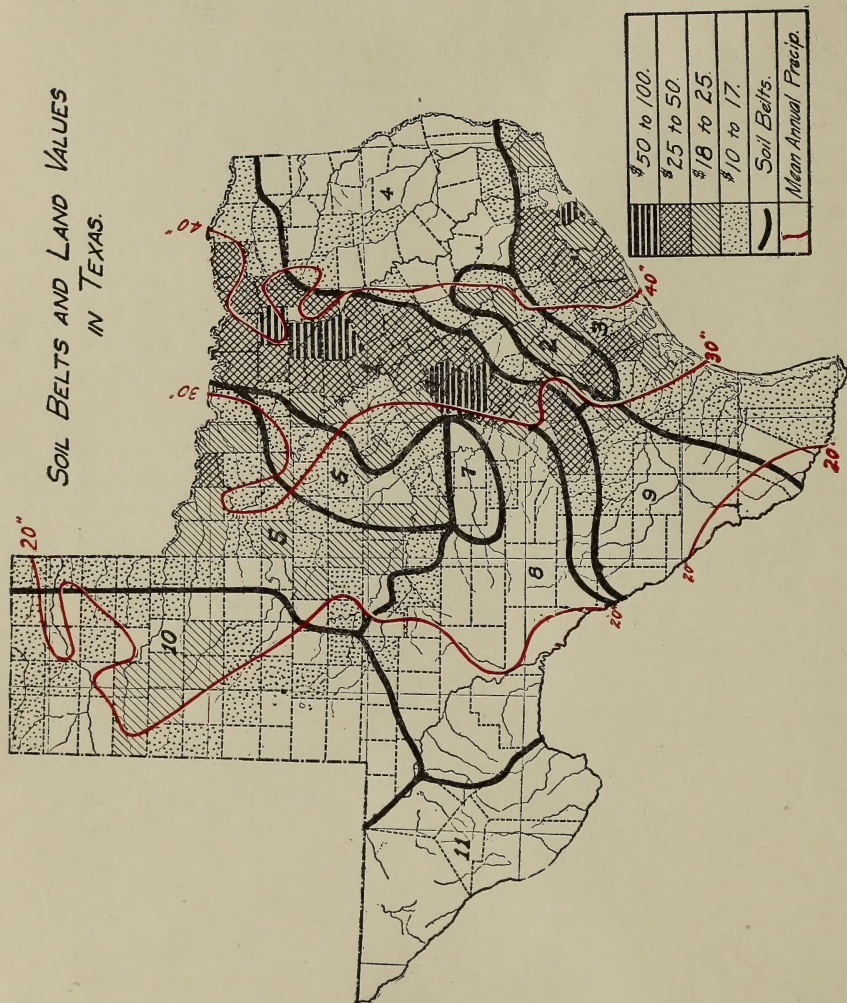 SOIL BELTS AND LAND VALUES
IN TEXAS.
20"
30"
40"
10
5
6
1
4
7
2
3
8
9
11
20"
20"
20"
30"
40"
$50 to 100.
$25 to 50.
$18 to 25.
$10 to 17.
Soil Belts.
Mean Annual Precip.